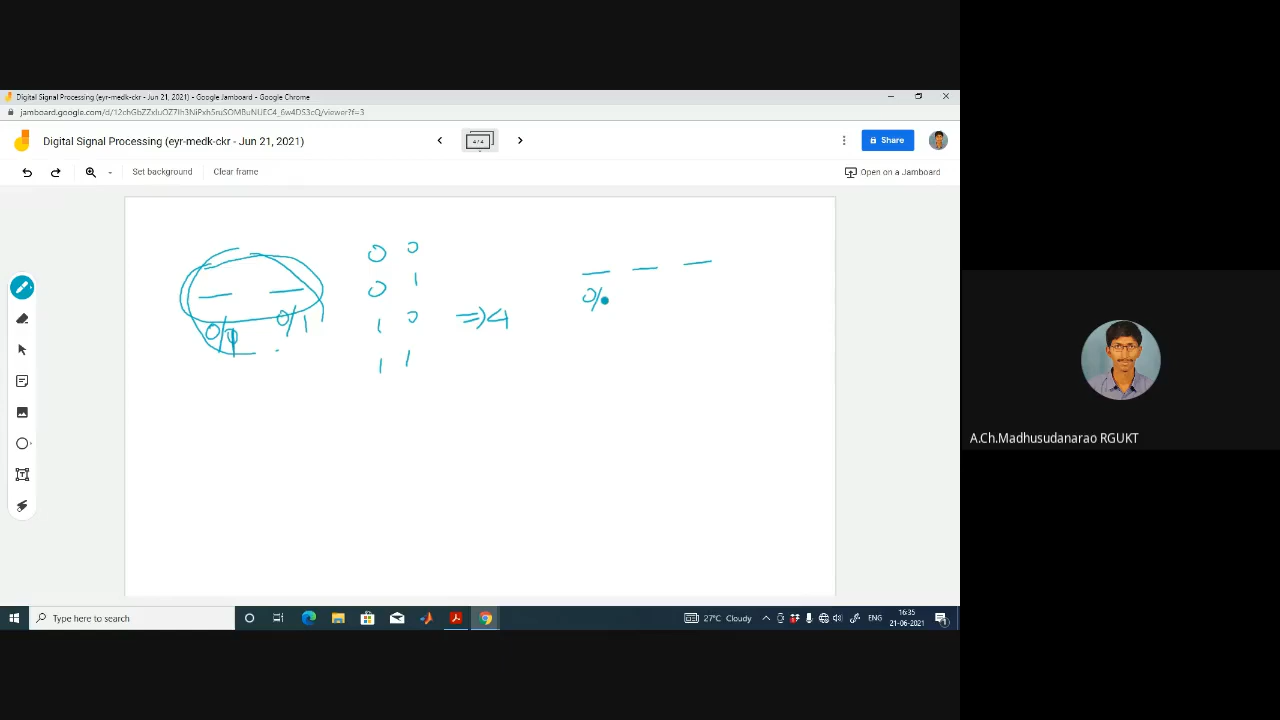 Digital Signal Processing (eyr-medk-ckr - Jun 21, 2021) - Google Jamboard - Google Chrome
Digital Signal Processing (eyr-medk-ckr - Jun 21, 2021)
4 / 4
Share
Set background
Clear frame
Open on a Jamboard
0 0
0 1
1 0
1 1
0/1
⇒ 4
0/
A.Ch.Madhusudanarao RGUKT
Type here to search
27°C Cloudy
ENG
16:35
21-06-2021